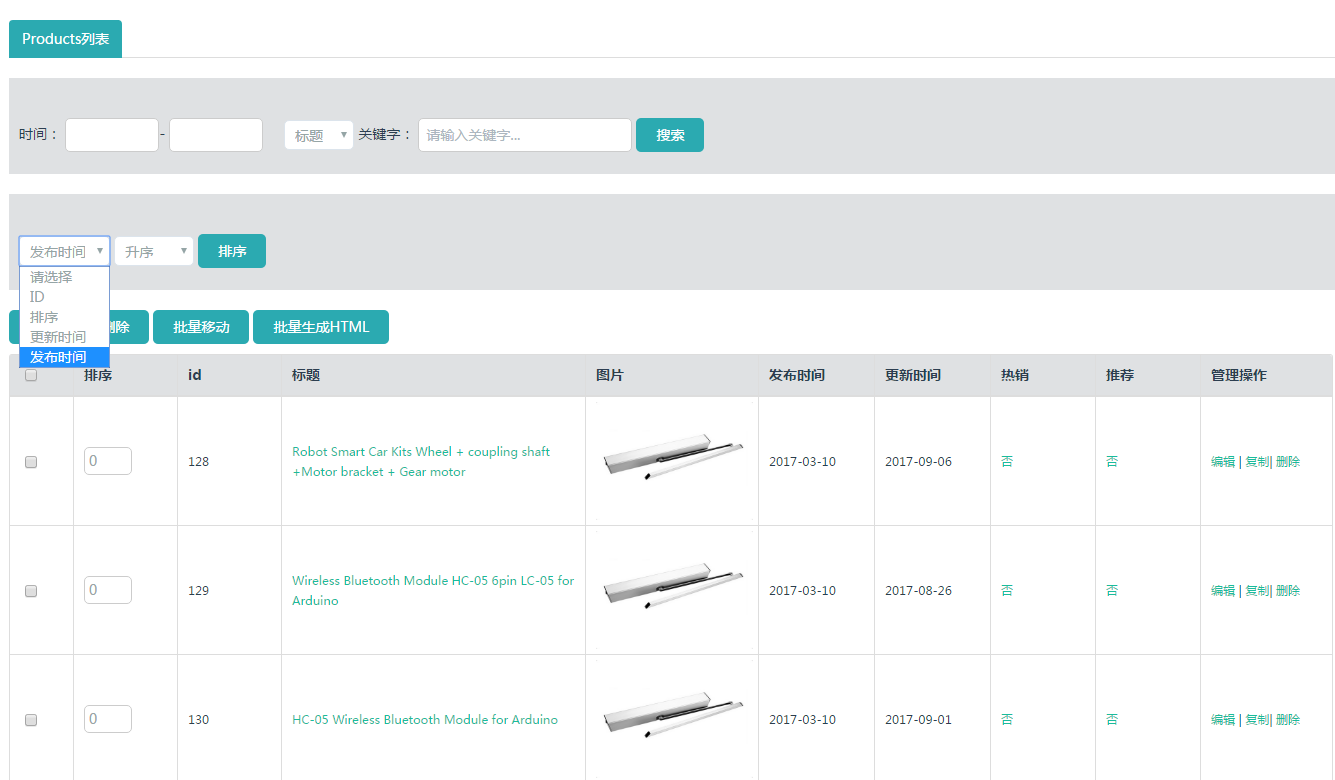 Products列表
时间： - 标题 ▼ 关键字： 请输入关键字... 搜索
发布时间 ▼ 升序 ▼ 排序
请选择
ID
排序
更新时间
发布时间
删除 批量移动 批量生成HTML
排序 id 标题 图片 发布时间 更新时间 热销 推荐 管理操作
Robot Smart Car Kits Wheel + coupling shaft
0 128 2017-03-10 2017-09-06 否 否 编辑 | 复制| 删除
+Motor bracket + Gear motor
Wireless Bluetooth Module HC-05 6pin LC-05 for
0 129 2017-03-10 2017-08-26 否 否 编辑 | 复制| 删除
Arduino
0 130 HC-05 Wireless Bluetooth Module for Arduino 2017-03-10 2017-09-01 否 否 编辑 | 复制| 删除